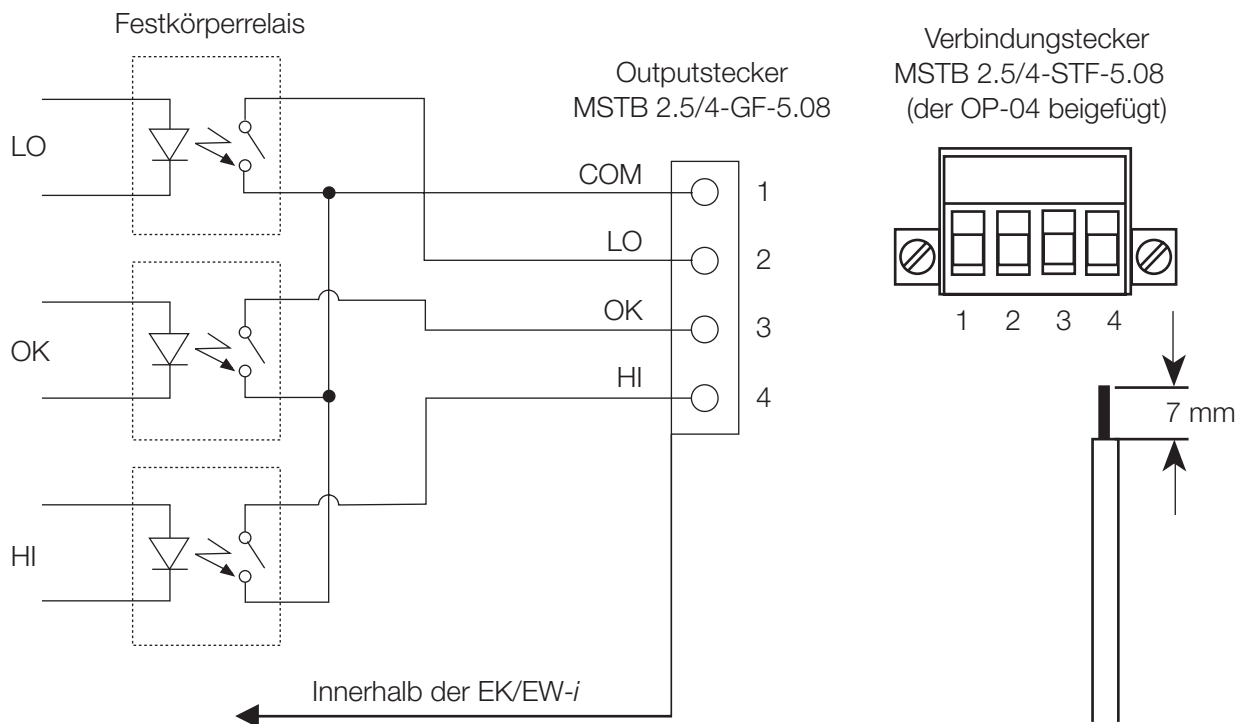 Festkörperrelais
Outputstecker
MSTB 2.5/4-GF-5.08
Verbindungstecker
MSTB 2.5/4-STF-5.08
(der OP-04 beigefügt)
LO
COM
1
LO
2
OK
3
HI
4
OK
HI
1 2 3 4
7 mm
Innerhalb der EK/EW-i